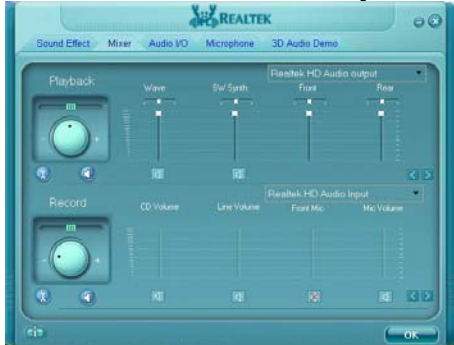 REALTEK
Sound Effect Mixer Audio I/O Microphone 3D Audio Demo
Playback
Realtek HD Audio output
Wave SW Synth Front Rear
Record
Realtek HD Audio Input
CD Volume Line Volume Front Mic Mic Volume
OK